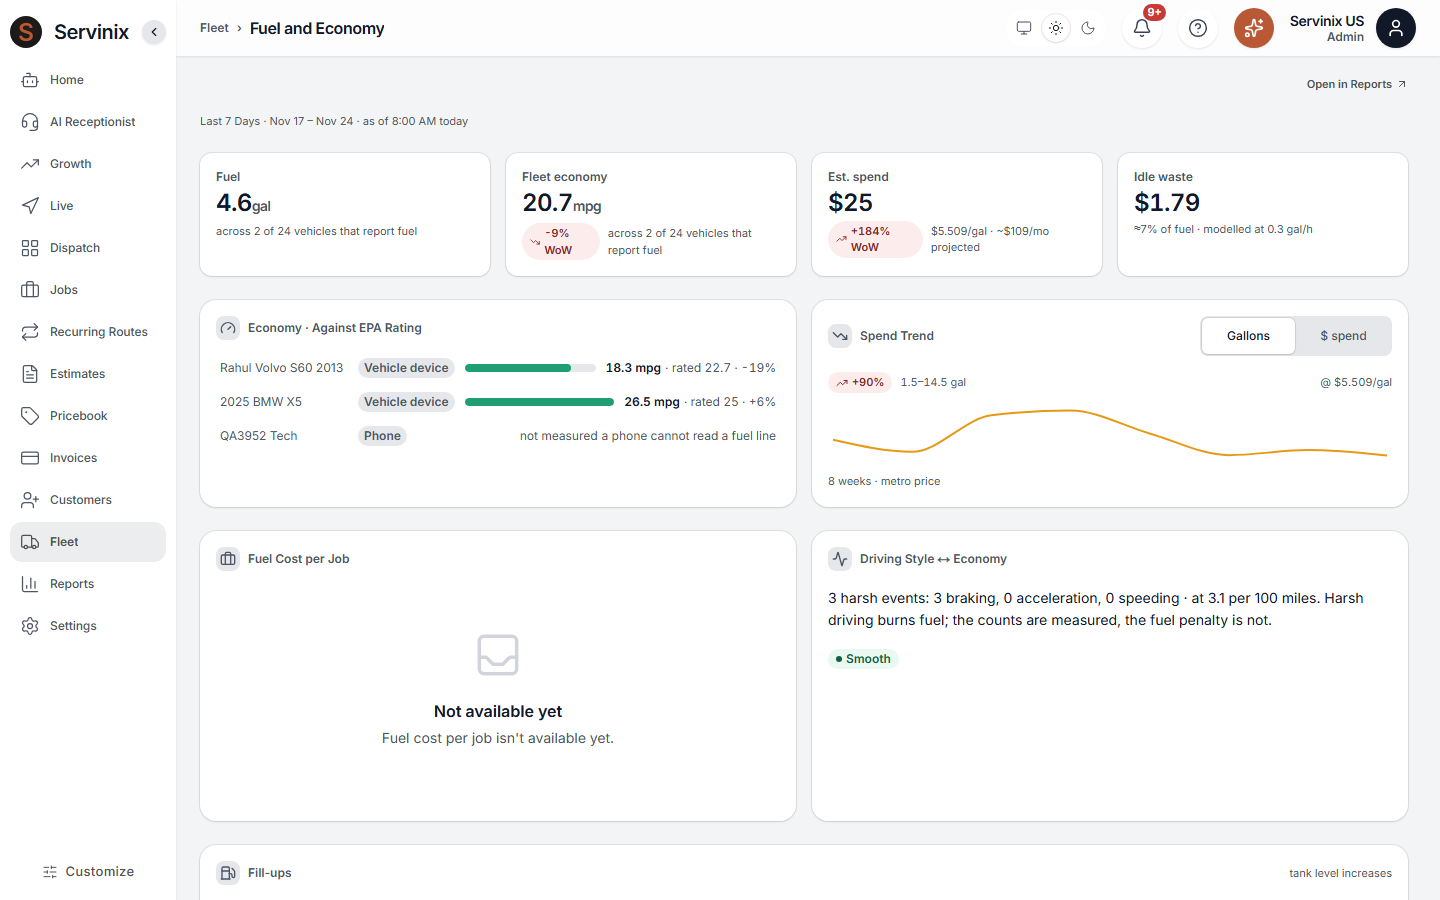 Servinix
Home
AI Receptionist
Growth
Live
Dispatch
Jobs
Recurring Routes
Estimates
Pricebook
Invoices
Customers
Fleet
Reports
Settings
Customize
Fleet › Fuel and Economy
9+
Servinix US
Admin
Open in Reports
Last 7 Days · Nov 17 – Nov 24 · as of 8:00 AM today
Fuel
4.6gal
across 2 of 24 vehicles that report fuel
Fleet economy
20.7mpg
-9% WoW
across 2 of 24 vehicles that
report fuel
Est. spend
$25
+184% WoW
$5.509/gal · ~$109/mo
projected
Idle waste
$1.79
≈7% of fuel · modelled at 0.3 gal/h
Economy · Against EPA Rating
Rahul Volvo S60 2013 Vehicle device 18.3 mpg · rated 22.7 · -19%
2025 BMW X5 Vehicle device 26.5 mpg · rated 25 · +6%
QA3952 Tech Phone not measured a phone cannot read a fuel line
Spend Trend
Gallons $ spend
+90% 1.5–14.5 gal @ $5.509/gal
8 weeks · metro price
Fuel Cost per Job
Not available yet
Fuel cost per job isn't available yet.
Driving Style ↔ Economy
3 harsh events: 3 braking, 0 acceleration, 0 speeding · at 3.1 per 100 miles. Harsh
driving burns fuel; the counts are measured, the fuel penalty is not.
Smooth
Fill-ups
tank level increases